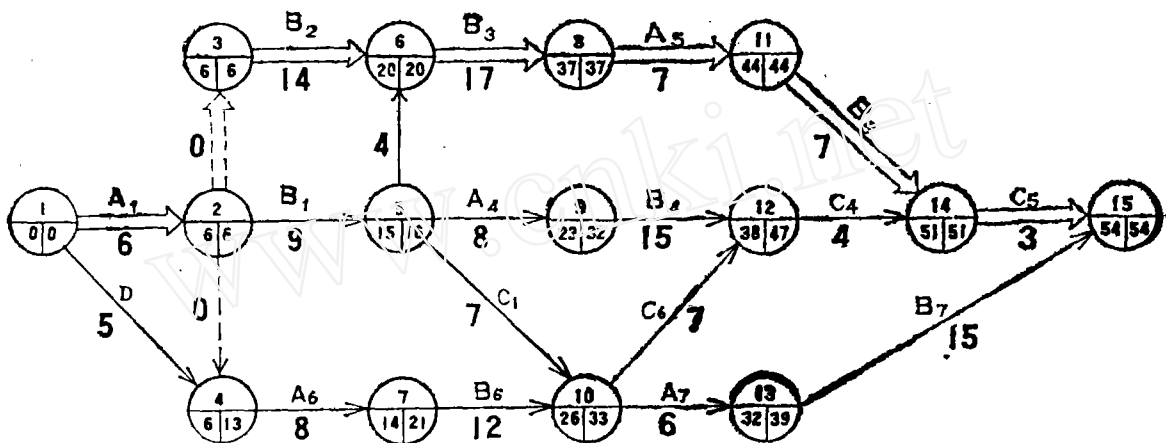 3 B₂ 6 B₃ 8 A₅ 11
6 6 14 20 20 17 37 37 7 44 44
0 4 7
1 A₁ 2 B₁ 5 A₄ 9 12 C₄ 14 C₅ 15
0 0 6 6 6 9 15 8 23 32 15 38 47 4 51 51 3 54 54
D 0 C₁ C₆ B₇
5 7 7 15
4 A₆ 7 B₆ 10 A₇ 13
6 13 8 14 21 12 26 33 6 32 39
www.cnki.net